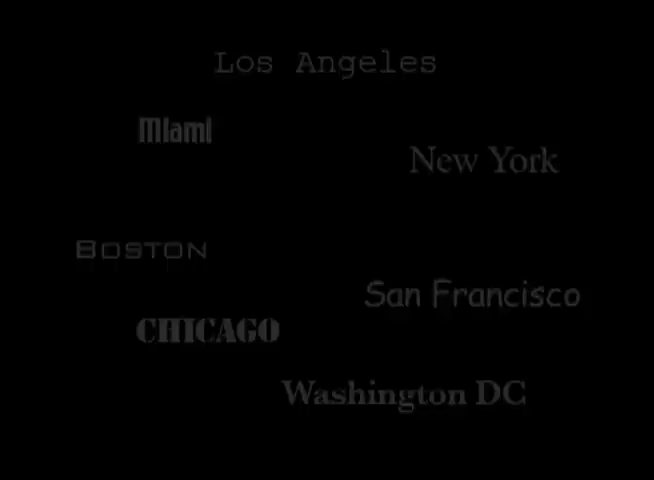 Los Angeles
Miami
New York
BOSTON
San Francisco
CHICAGO
Washington DC